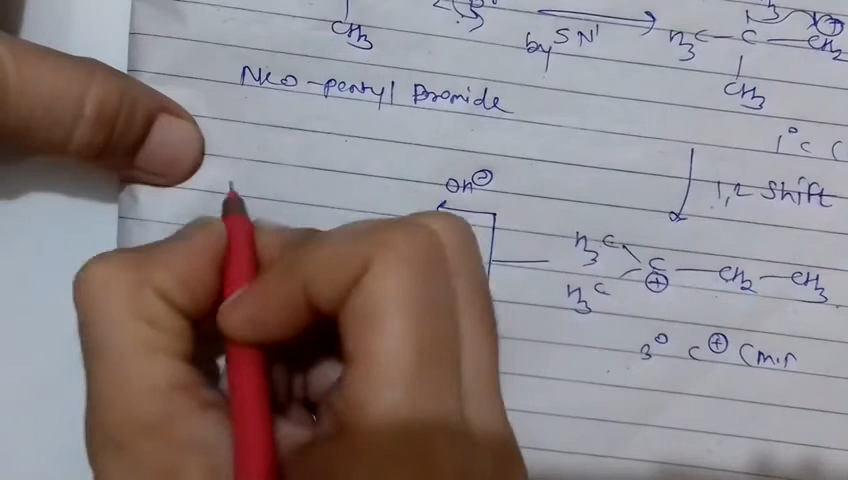 CH3
by SN1
H3C — C — CH2
CH3
Neo-pentyl Bromide
1° C (
1,2 Shift
OH⊖
H3C
C — CH2 — CH3
⊕
H3C
3° C⊕ (m.r